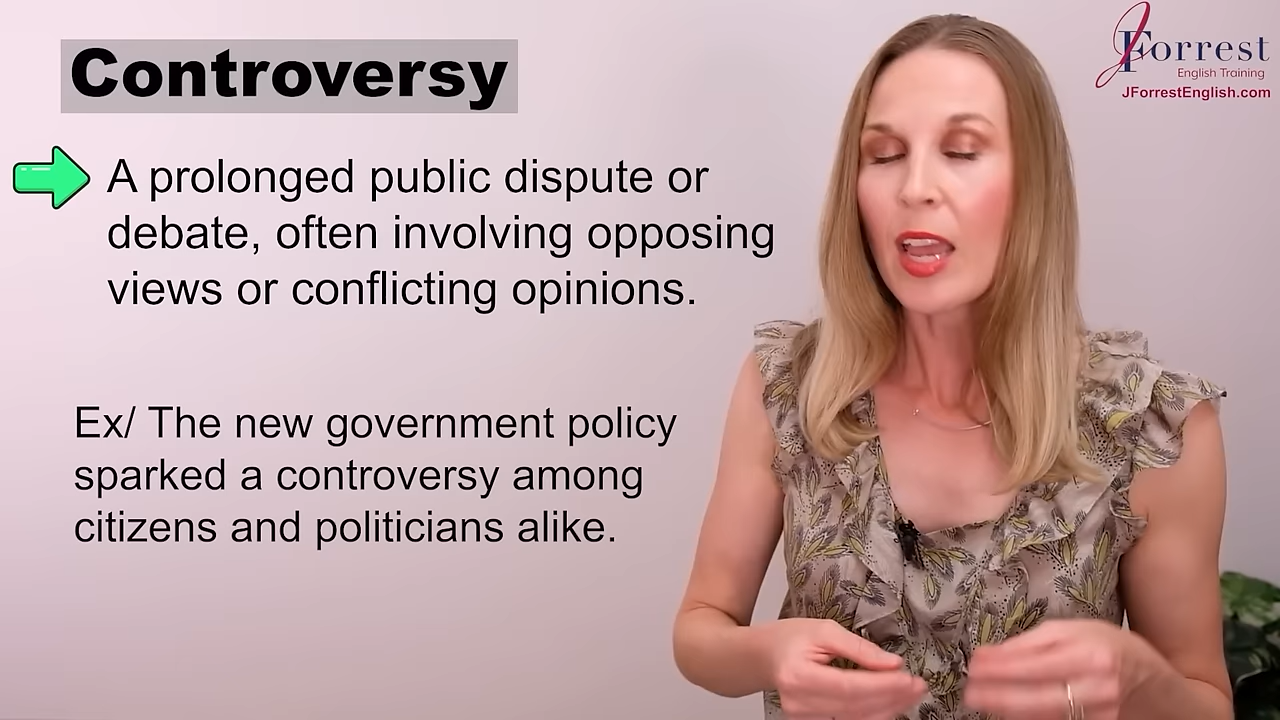 Controversy
A prolonged public dispute or
debate, often involving opposing
views or conflicting opinions.
Ex/ The new government policy
sparked a controversy among
citizens and politicians alike.
JForrest
English Training
JForrestEnglish.com